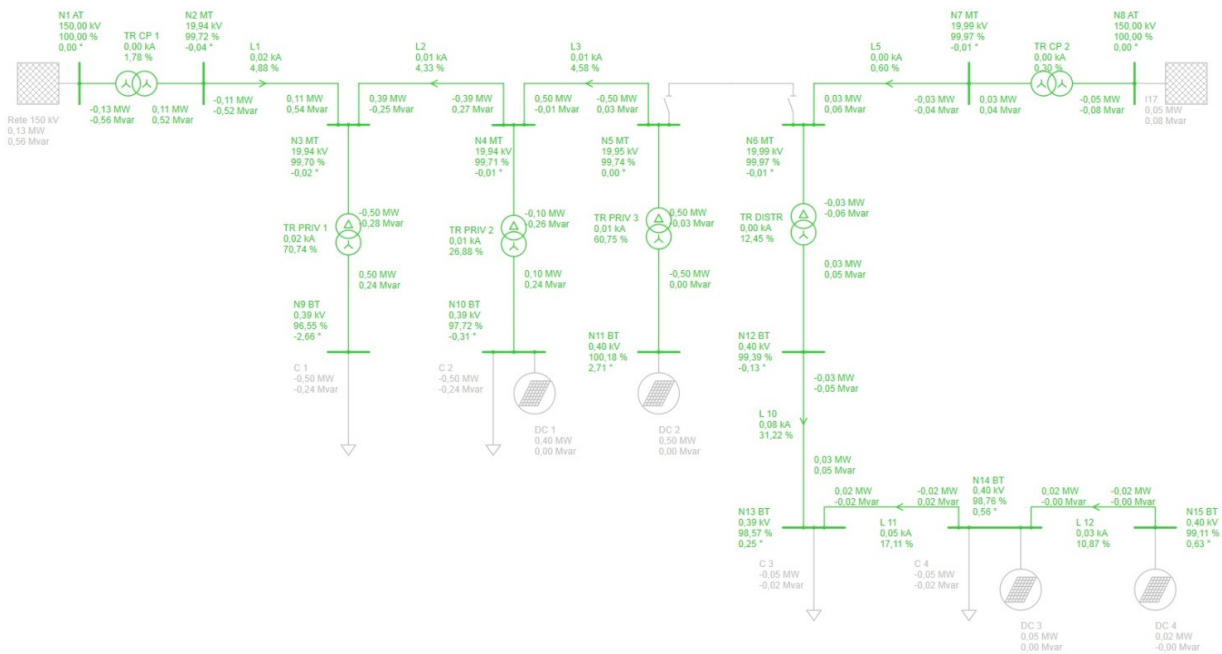 N1 AT
150,00 kV
100,00 %
0,00 °
TR CP 1
0,00 kA
1,78 %
N2 MT
19,94 kV
99,72 %
-0,04 °
L1
0,02 kA
4,88 %
L2
0,01 kA
4,33 %
L3
0,01 kA
4,58 %
L5
0,00 kA
0,60 %
N7 MT
19,99 kV
99,97 %
-0,01 °
TR CP 2
0,00 kA
0,30 %
N8 AT
150,00 kV
100,00 %
0,00 °
Rete 150 kV
0,13 MW
0,56 Mvar
-0,13 MW
-0,56 Mvar
0,11 MW
0,52 Mvar
-0,11 MW
-0,52 Mvar
0,11 MW
0,54 Mvar
0,39 MW
-0,25 Mvar
-0,39 MW
0,27 Mvar
0,50 MW
-0,01 Mvar
-0,50 MW
0,03 Mvar
0,03 MW
0,06 Mvar
-0,03 MW
-0,04 Mvar
0,03 MW
0,04 Mvar
-0,05 MW
-0,08 Mvar
I17
0,05 MW
0,08 Mvar
N3 MT
19,94 kV
99,70 %
-0,02 °
N4 MT
19,94 kV
99,71 %
-0,01 °
N5 MT
19,95 kV
99,74 %
0,00 °
N6 MT
19,99 kV
99,97 %
-0,01 °
TR PRIV 1
0,02 kA
70,74 %
-0,50 MW
-0,28 Mvar
0,50 MW
0,24 Mvar
TR PRIV 2
0,01 kA
26,88 %
-0,10 MW
-0,26 Mvar
0,10 MW
0,24 Mvar
TR PRIV 3
0,01 kA
60,75 %
0,50 MW
-0,03 Mvar
-0,50 MW
0,00 Mvar
TR DISTR
0,00 kA
12,45 %
-0,03 MW
-0,06 Mvar
0,03 MW
0,05 Mvar
N9 BT
0,39 kV
96,55 %
-2,66 °
N10 BT
0,39 kV
97,72 %
-0,31 °
N11 BT
0,40 kV
100,18 %
2,71 °
N12 BT
0,40 kV
99,39 %
-0,13 °
C 1
-0,50 MW
-0,24 Mvar
C 2
-0,50 MW
-0,24 Mvar
DC 1
0,40 MW
0,00 Mvar
DC 2
0,50 MW
0,00 Mvar
-0,03 MW
-0,05 Mvar
L 10
0,08 kA
31,22 %
0,03 MW
0,05 Mvar
N13 BT
0,39 kV
98,57 %
0,25 °
0,02 MW
-0,02 Mvar
-0,02 MW
0,02 Mvar
N14 BT
0,40 kV
98,76 %
0,56 °
0,02 MW
-0,00 Mvar
-0,02 MW
-0,00 Mvar
N15 BT
0,40 kV
99,11 %
0,63 °
L 11
0,05 kA
17,11 %
L 12
0,03 kA
10,87 %
C 3
-0,05 MW
-0,02 Mvar
C 4
-0,05 MW
-0,02 Mvar
DC 3
0,05 MW
0,00 Mvar
DC 4
0,02 MW
-0,00 Mvar